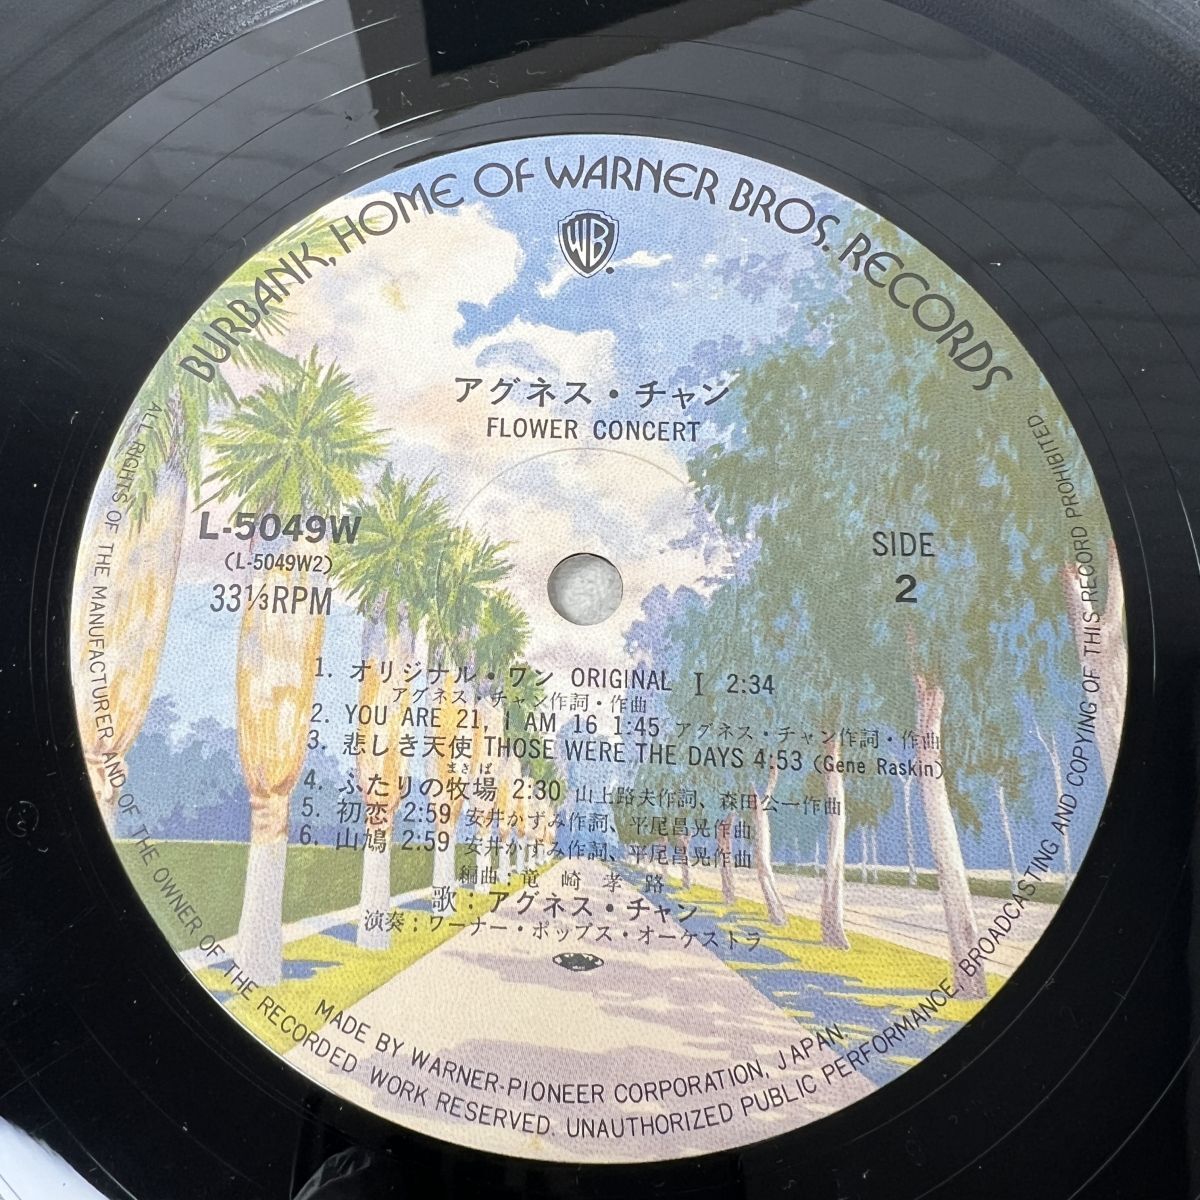 BURBANK, HOME OF WARNER BROS. RECORDS
WB
アグネス・チャン
FLOWER CONCERT
L-5049W
(L-5049W2)
33⅓RPM
SIDE
2
1. オリジナル・ワン ORIGINAL I 2:34
アグネス・チャン作詞・作曲
2. YOU ARE 21, I AM 16 1:45 アグネス・チャン作詞・作曲
3. 悲しき天使 THOSE WERE THE DAYS 4:53 (Gene Raskin)
まきば
4. ふたりの牧場 2:30 山上路夫作詞、森田公一作曲
5. 初恋 2:59 安井かずみ作詞、平尾昌晃作曲
6. 山鳩 2:59 安井かずみ作詞、平尾昌晃作曲
編曲:竜崎孝路
歌:アグネス・チャン
演奏:ワーナー・ポップス・オーケストラ
MADE BY WARNER-PIONEER CORPORATION, JAPAN.
ALL RIGHTS OF THE MANUFACTURER AND OF THE OWNER OF THE RECORDED WORK RESERVED. UNAUTHORIZED PUBLIC PERFORMANCE, BROADCASTING AND COPYING OF THIS RECORD PROHIBITED